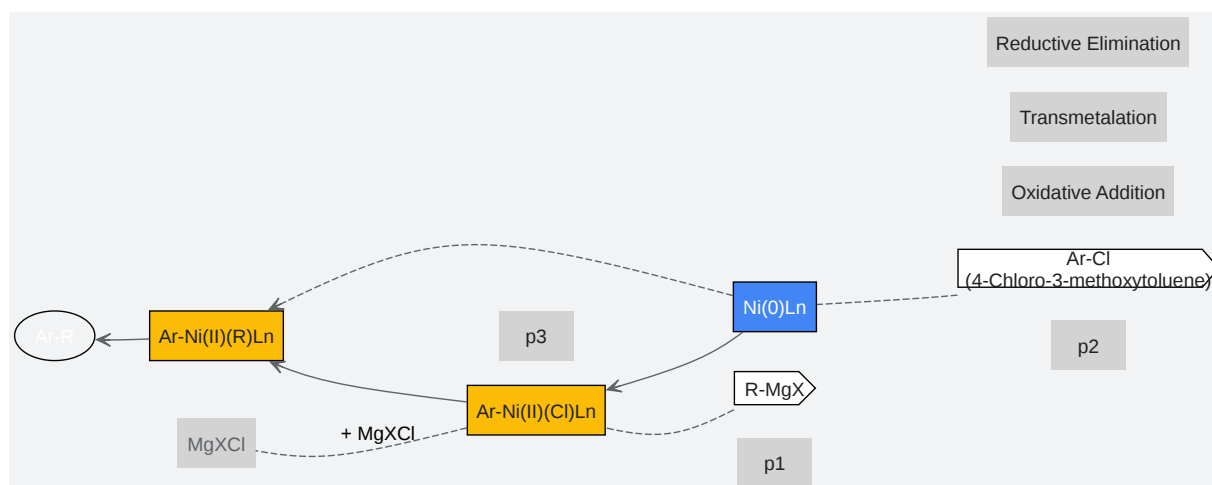 Reductive Elimination
Transmetalation
Oxidative Addition
Ar-Cl
(4-Chloro-3-methoxytoluene)
Ni(0)Ln
Ar-R
Ar-Ni(II)(R)Ln
p3
p2
R-MgX
Ar-Ni(II)(Cl)Ln
+ MgXCl
MgXCl
p1